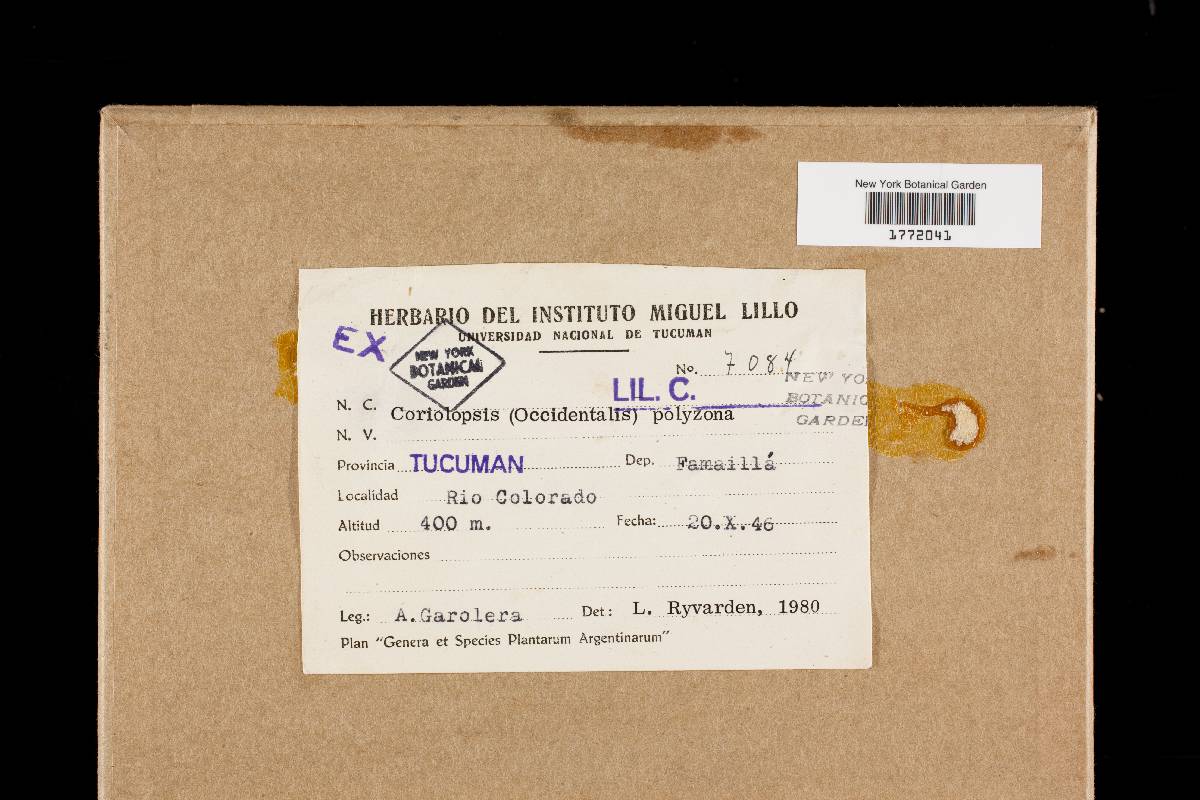 New York Botanical Garden
1772041
HERBARIO DEL INSTITUTO MIGUEL LILLO
UNIVERSIDAD NACIONAL DE TUCUMAN
EX
NEW YORK
BOTANICAL
GARDEN
No. 7084
LIL. C.
NEW YO
BOTANIC
GARDE
N. C. Coriolopsis (Occidentalis) polyzona
N. V.
Provincia TUCUMAN Dep. Famaillá
Localidad Rio Colorado
Altitud 400 m. Fecha: 20.X.46
Observaciones
Leg.: A.Garolera Det: L. Ryvarden, 1980
Plan "Genera et Species Plantarum Argentinarum"